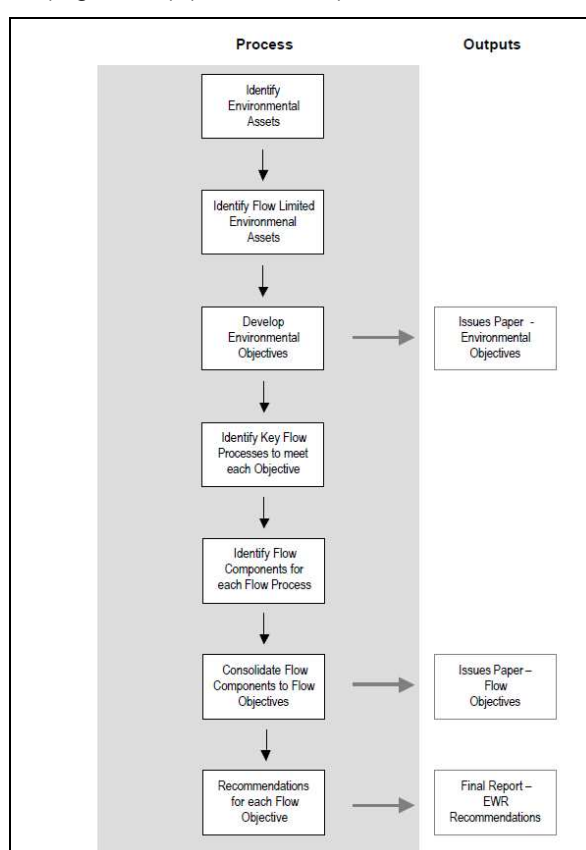 Process
Outputs
Identify
Environmental
Assets
Identify Flow Limited
Environmenal
Assets
Develop
Environmental
Objectives
Issues Paper -
Environmental
Objectives
Identify Key Flow
Processes to meet
each Objective
Identify Flow
Components for
each Flow Process
Consolidate Flow
Components to Flow
Objectives
Issues Paper –
Flow
Objectives
Recommendations
for each Flow
Objective
Final Report –
EWR
Recommendations